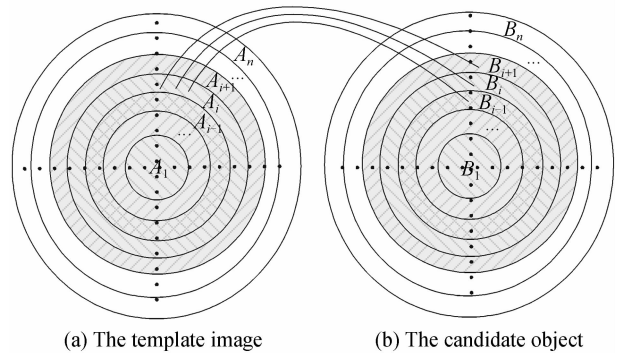 A_n
...
A_{i+1}
A_i
A_{i-1}
...
A_1
B_n
...
B_{i+1}
B_i
B_{i-1}
...
B_1
(a) The template image
(b) The candidate object